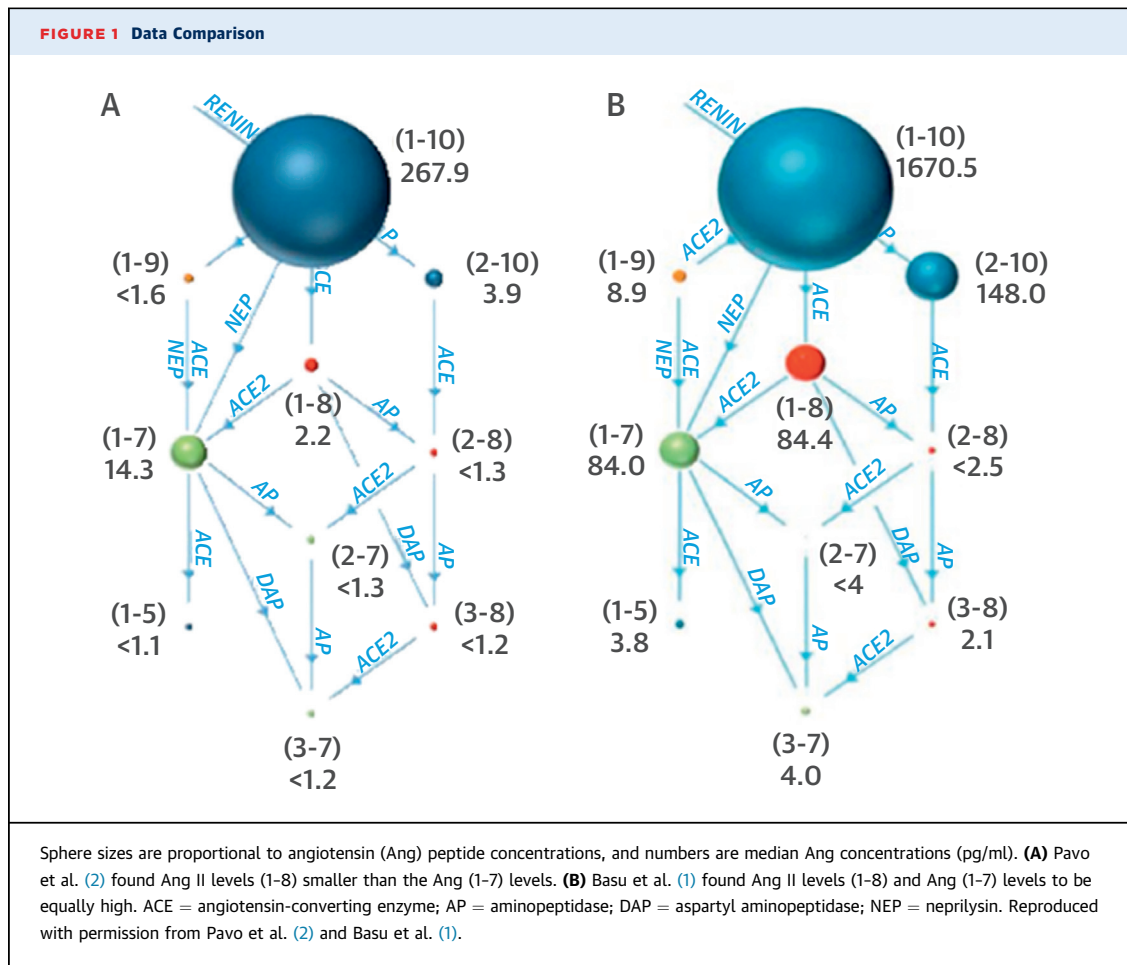 FIGURE 1 Data Comparison
A
RENIN
(1-10)
267.9
P
(1-9)
<1.6
(2-10)
3.9
CE
NEP
ACE
NEP
ACE
ACE2
(1-8)
2.2
AP
(1-7)
14.3
(2-8)
<1.3
AP
ACE2
ACE
DAP
(2-7)
<1.3
DAP
AP
(1-5)
<1.1
AP
(3-8)
<1.2
ACE2
(3-7)
<1.2
B
RENIN
(1-10)
1670.5
ACE2
P
(1-9)
8.9
(2-10)
148.0
NEP
ACE
ACE
NEP
ACE
ACE2
(1-8)
84.4
AP
(1-7)
84.0
(2-8)
<2.5
AP
ACE2
ACE
DAP
(2-7)
<4
DAP
AP
(1-5)
3.8
AP
(3-8)
2.1
ACE2
(3-7)
4.0
Sphere sizes are proportional to angiotensin (Ang) peptide concentrations, and numbers are median Ang concentrations (pg/ml). (A) Pavo
et al. (2) found Ang II levels (1-8) smaller than the Ang (1-7) levels. (B) Basu et al. (1) found Ang II levels (1-8) and Ang (1-7) levels to be
equally high. ACE = angiotensin-converting enzyme; AP = aminopeptidase; DAP = aspartyl aminopeptidase; NEP = neprilysin. Reproduced
with permission from Pavo et al. (2) and Basu et al. (1).